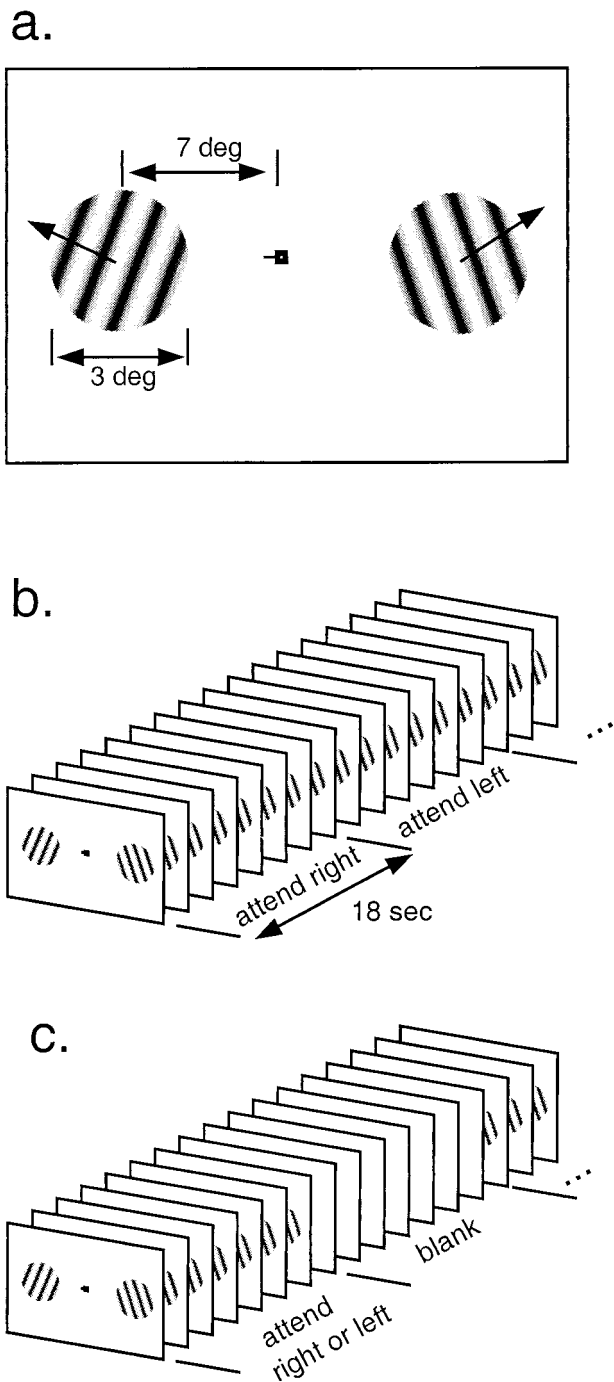 a.
7 deg
3 deg
b.
attend left
attend right
18 sec
...
c.
blank
attend
right or left
...